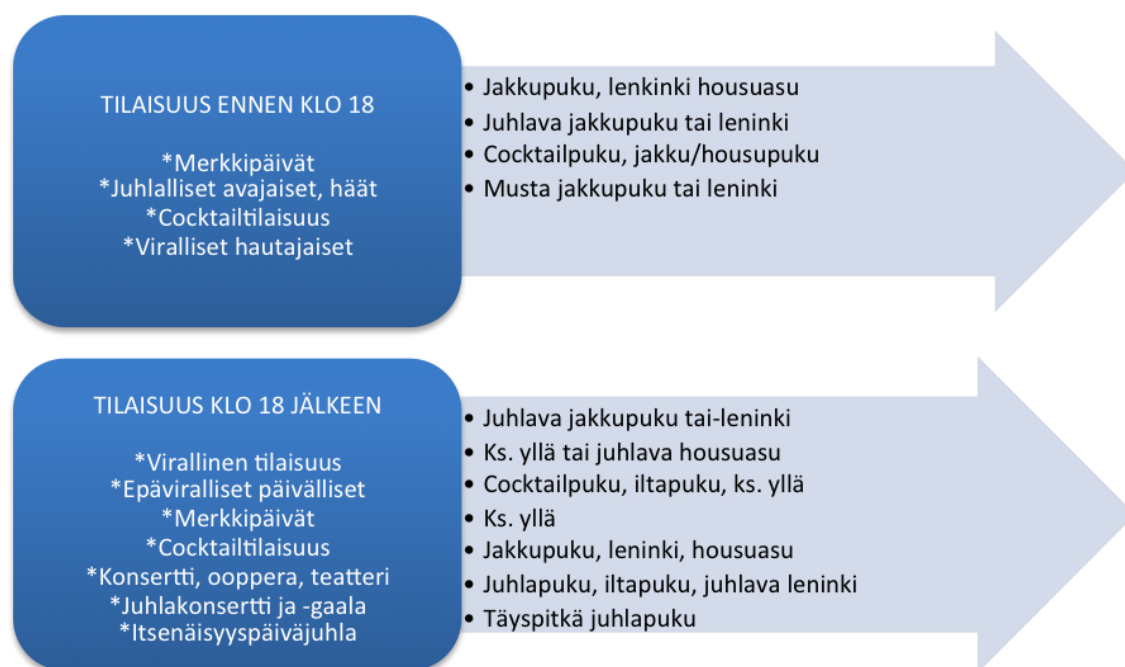 TILAISUUS ENNEN KLO 18
*Merkkipäivät
*Juhlalliset avajaiset, häät
*Cocktailtilaisuus
*Viralliset hautajaiset
• Jakkupuku, lenkinki housuasu
• Juhlava jakkupuku tai leninki
• Cocktailpuku, jakku/housupuku
• Musta jakkupuku tai leninki
TILAISUUS KLO 18 JÄLKEEN
*Virallinen tilaisuus
*Epäviralliset päivälliset
*Merkkipäivät
*Cocktailtilaisuus
*Konsertti, ooppera, teatteri
*Juhlakonsertti ja -gaala
*Itsenäisyyspäiväjuhla
• Juhlava jakkupuku tai-leninki
• Ks. yllä tai juhlava housuasu
• Cocktailpuku, iltapuku, ks. yllä
• Ks. yllä
• Jakkupuku, leninki, housuasu
• Juhlapuku, iltapuku, juhlava leninki
• Täyspitkä juhlapuku